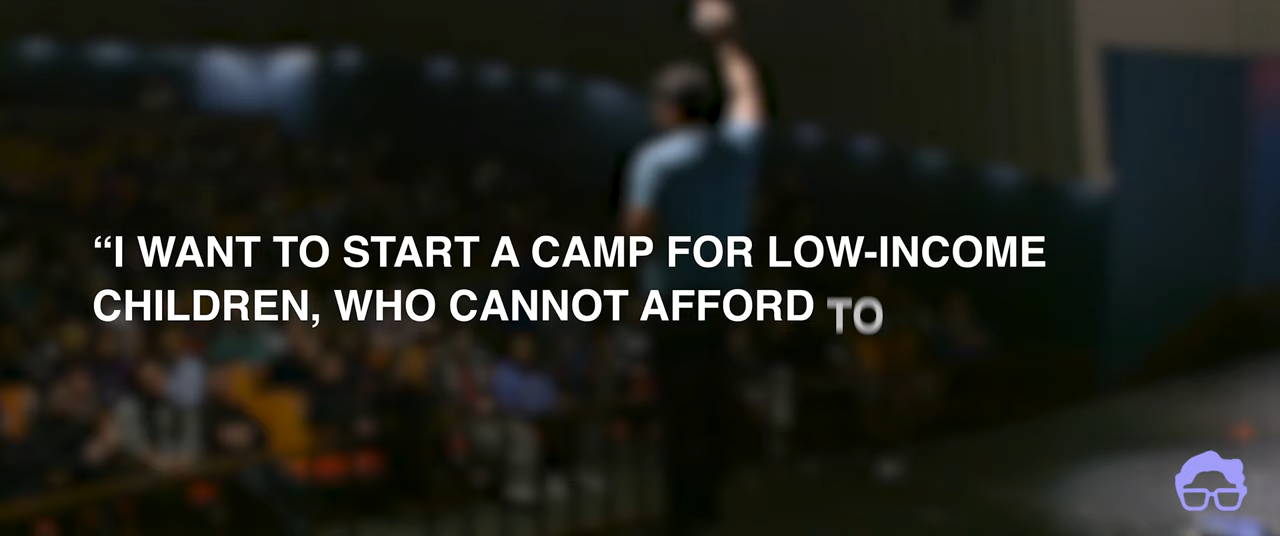 “I WANT TO START A CAMP FOR LOW-INCOME
CHILDREN, WHO CANNOT AFFORD TO